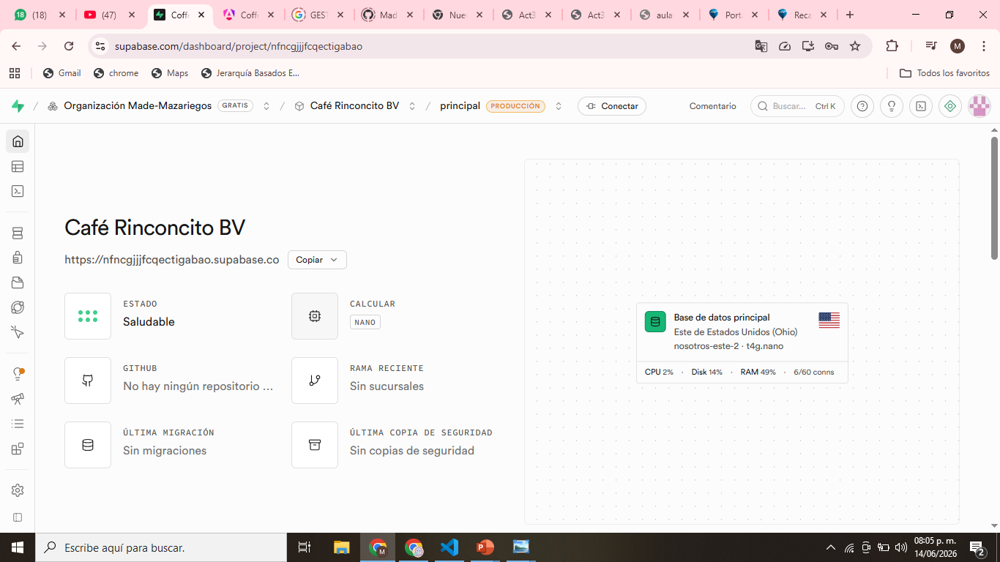 18 (18)
(47)
Coffe
Coffe
GEST
Made
Nuev
Act3
Act3
aula-
Porta
Reca
supabase.com/dashboard/project/nfncgjjjfcqectigabao
M
Gmail
chrome
Maps
Jerarquía Basados E...
Todos los favoritos
/ Organización Made-Mazariegos GRATIS / Café Rinconcito BV / principal PRODUCCIÓN Conectar
Comentario
Buscar... Ctrl K
Café Rinconcito BV
https://nfncgjjjfcqectigabao.supabase.co Copiar
ESTADO
Saludable
CALCULAR
NANO
GITHUB
No hay ningún repositorio ...
RAMA RECIENTE
Sin sucursales
ÚLTIMA MIGRACIÓN
Sin migraciones
ÚLTIMA COPIA DE SEGURIDAD
Sin copias de seguridad
Base de datos principal
Este de Estados Unidos (Ohio)
nosotros-este-2 · t4g.nano
CPU 2% · Disk 14% · RAM 49% · 6/60 conns
Escribe aquí para buscar.
M
08:05 p. m.
14/06/2026
2